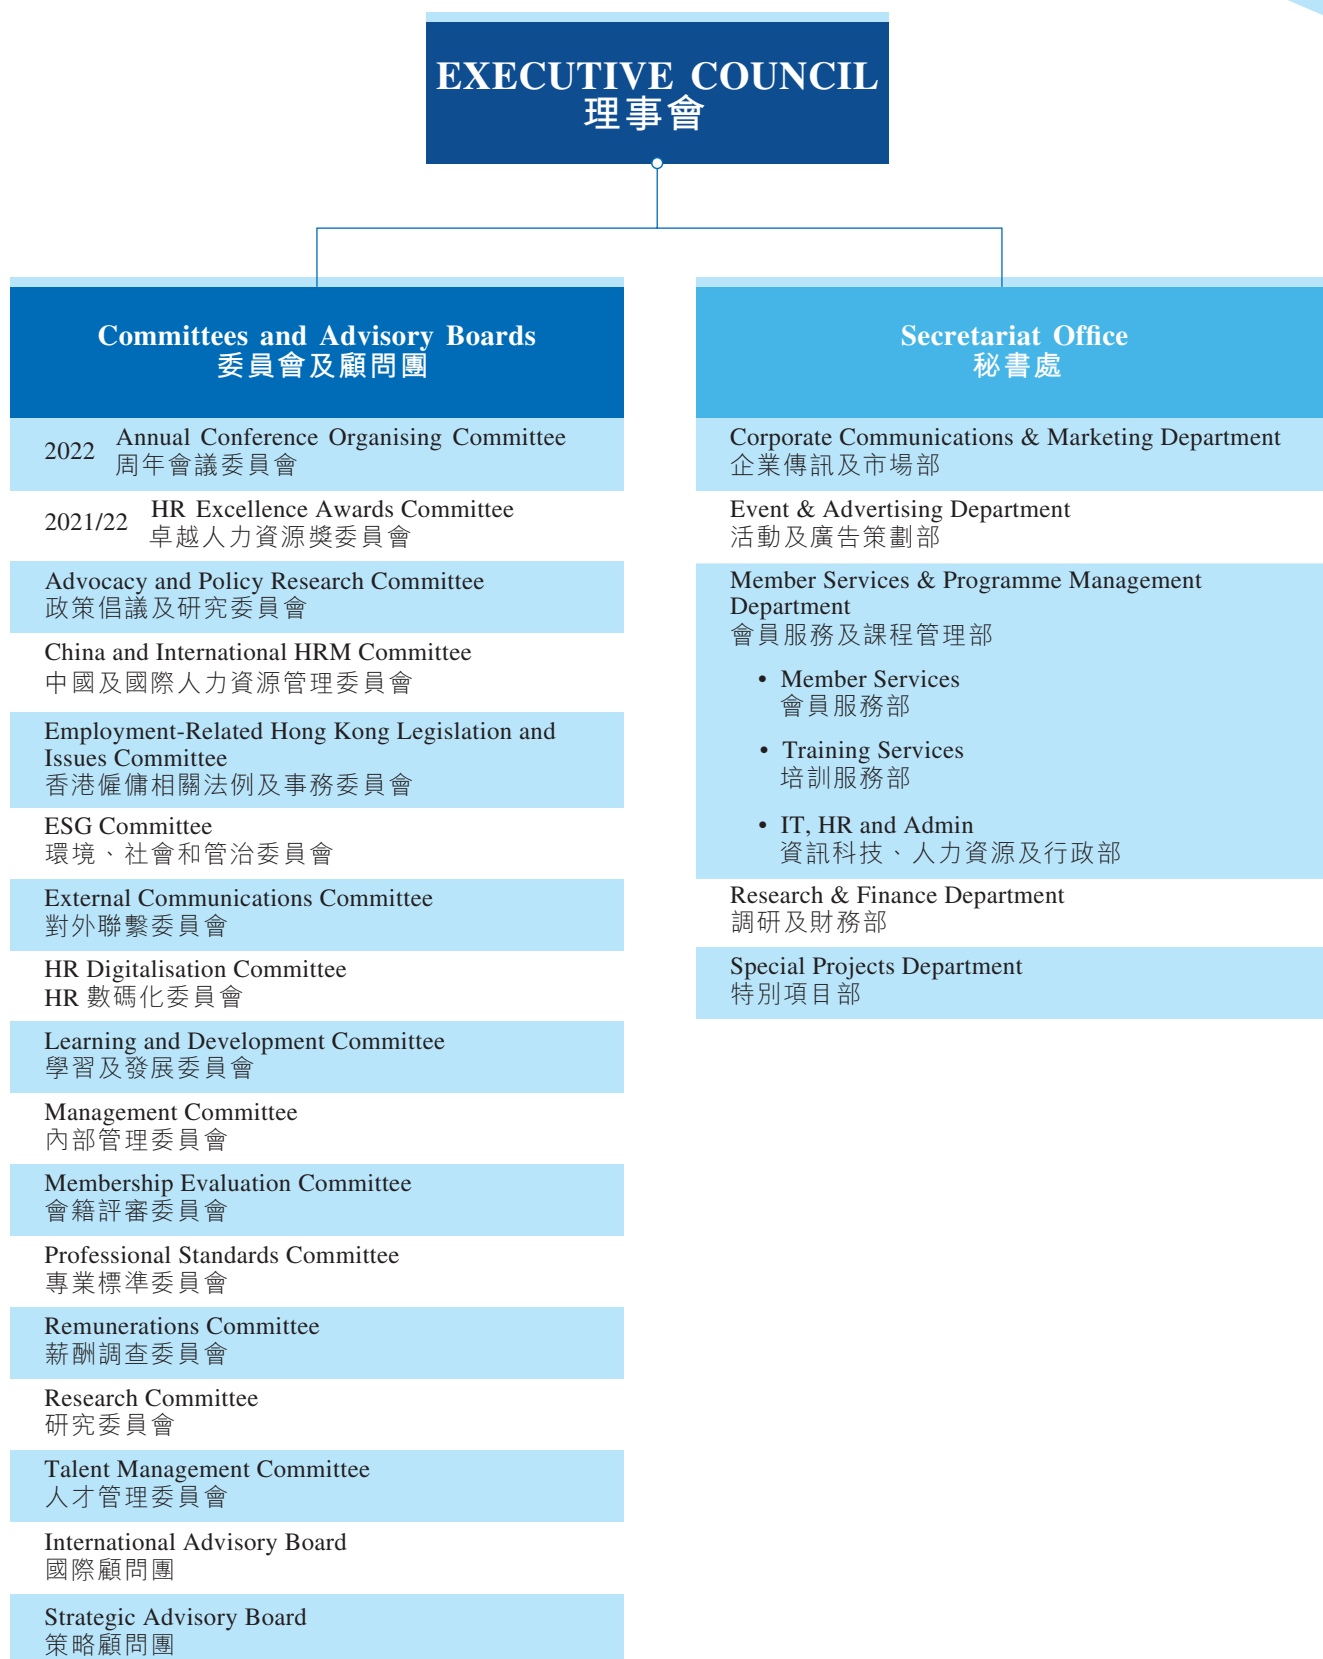 EXECUTIVE COUNCIL
理事會
Committees and Advisory Boards
委員會及顧問團
2022 Annual Conference Organising Committee
周年會議委員會
2021/22 HR Excellence Awards Committee
卓越人力資源獎委員會
Advocacy and Policy Research Committee
政策倡議及研究委員會
China and International HRM Committee
中國及國際人力資源管理委員會
Employment-Related Hong Kong Legislation and
Issues Committee
香港僱傭相關法例及事務委員會
ESG Committee
環境、社會和管治委員會
External Communications Committee
對外聯繫委員會
HR Digitalisation Committee
HR 數碼化委員會
Learning and Development Committee
學習及發展委員會
Management Committee
內部管理委員會
Membership Evaluation Committee
會籍評審委員會
Professional Standards Committee
專業標準委員會
Remunerations Committee
薪酬調查委員會
Research Committee
研究委員會
Talent Management Committee
人才管理委員會
International Advisory Board
國際顧問團
Strategic Advisory Board
策略顧問團
Secretariat Office
秘書處
Corporate Communications & Marketing Department
企業傳訊及市場部
Event & Advertising Department
活動及廣告策劃部
Member Services & Programme Management
Department
會員服務及課程管理部
• Member Services
會員服務部
• Training Services
培訓服務部
• IT, HR and Admin
資訊科技、人力資源及行政部
Research & Finance Department
調研及財務部
Special Projects Department
特別項目部